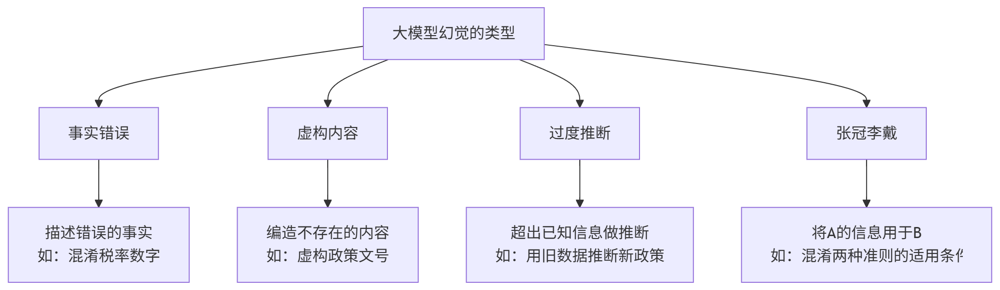 大模型幻觉的类型
事实错误
虚构内容
过度推断
张冠李戴
描述错误的事实
如：混淆税率数字
编造不存在的内容
如：虚构政策文号
超出已知信息做推断
如：用旧数据推断新政策
将A的信息用于B
如：混淆两种准则的适用条件